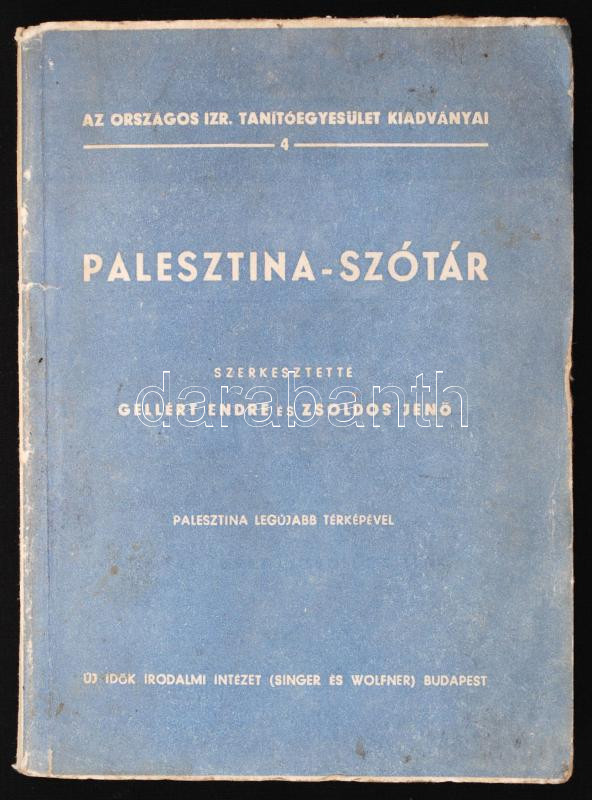 AZ ORSZÁGOS IZR. TANÍTÓEGYESÜLET KIADVÁNYAI
4
PALESZTINA-SZÓTÁR
SZERKESZTETTE
GELLÉRT ENDRE ÉS ZSOLDOS JENŐ
darabanth
PALESZTINA LEGÚJABB TÉRKÉPÉVEL
ÚJ IDŐK IRODALMI INTÉZET (SINGER ÉS WOLFNER) BUDAPEST